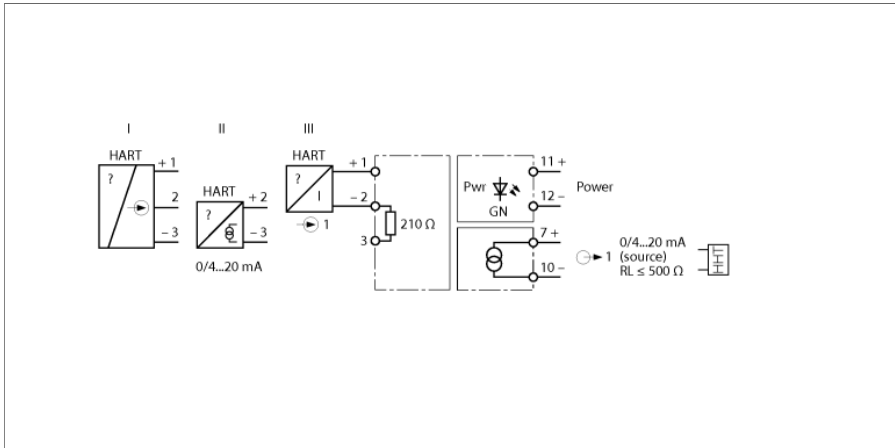 I
II
III
HART
?
+ 1
2
– 3
HART
?
+ 2
– 3
0/4...20 mA
HART
?
I
+ 1
– 2
1
3
210 Ω
Pwr
GN
11 +
12 –
Power
7 +
10 –
1
0/4...20 mA
(source)
RL ≤ 500 Ω